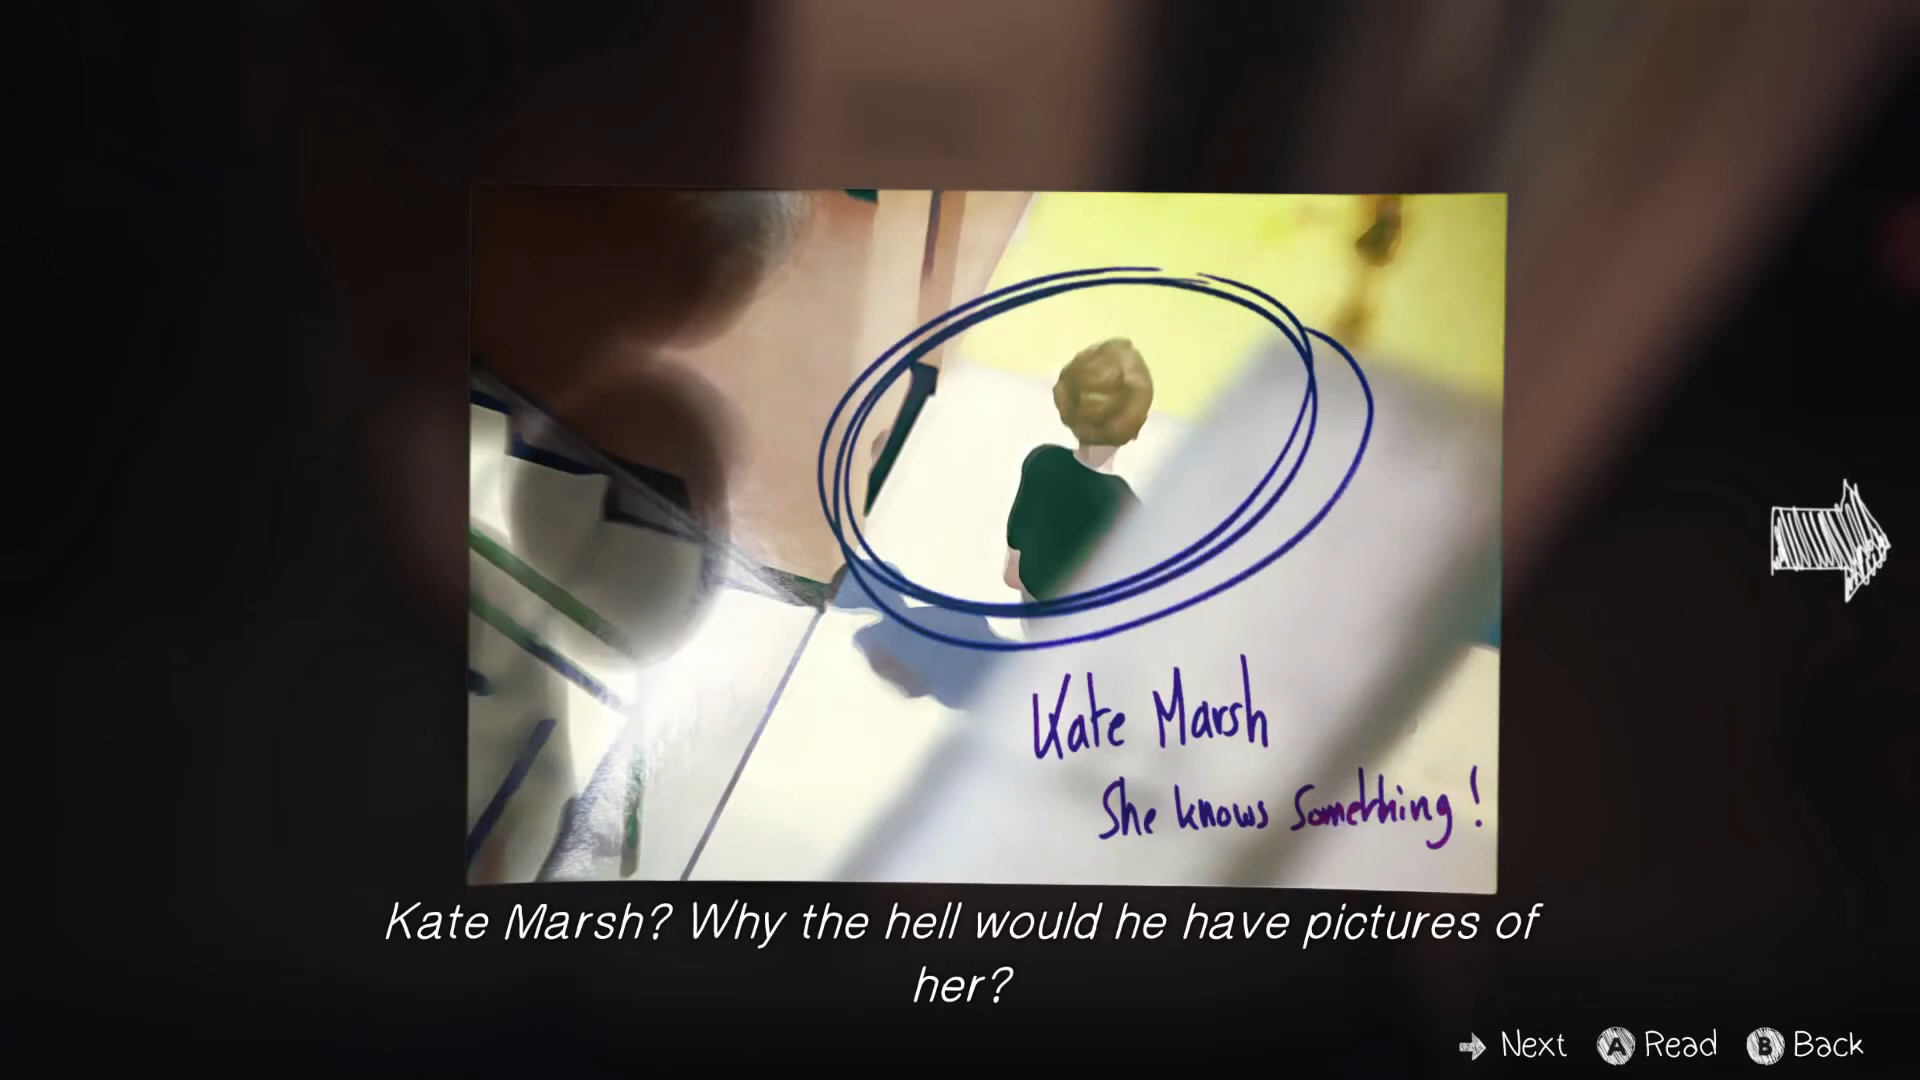 Kate Marsh
She knows something!
Kate Marsh? Why the hell would he have pictures of
her?
Next A Read B Back